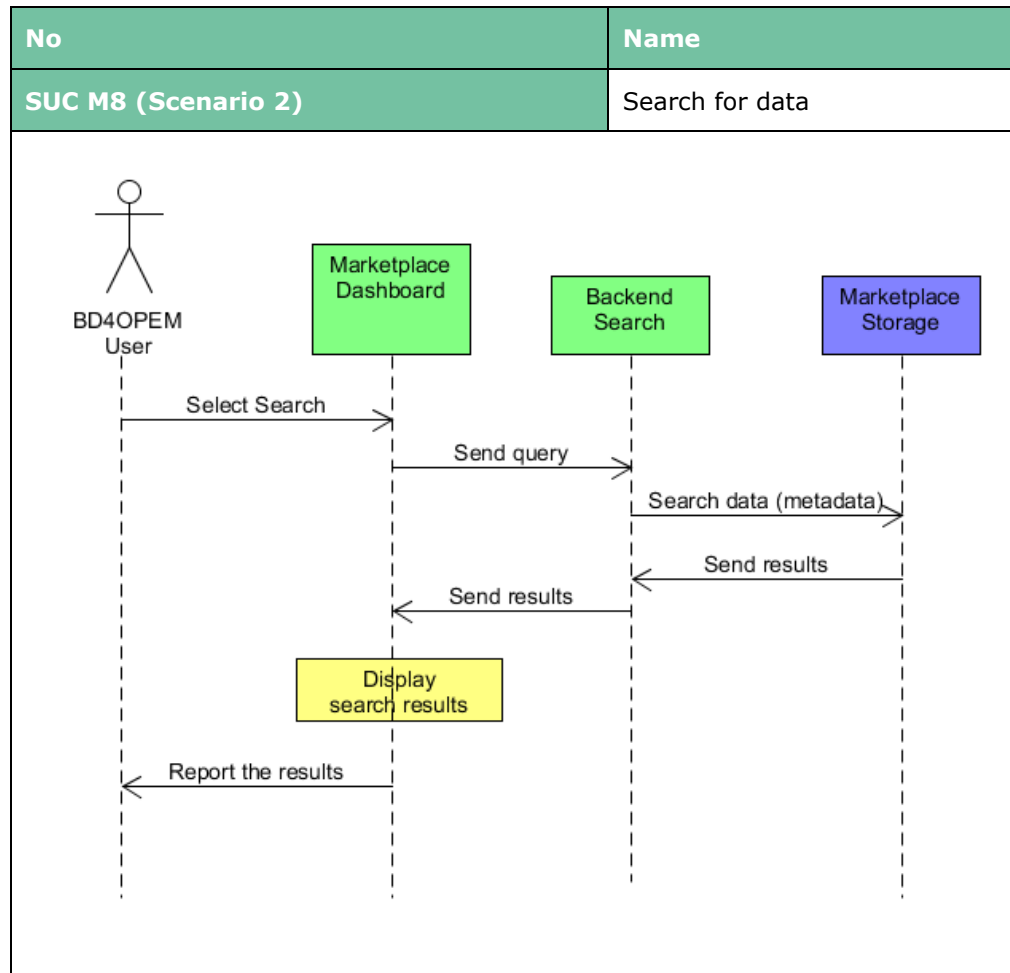 No
Name
SUC M8 (Scenario 2)
Search for data
BD4OPEM
User
Marketplace
Dashboard
Backend
Search
Marketplace
Storage
Select Search
Send query
Search data (metadata)
Send results
Send results
Display
search results
Report the results